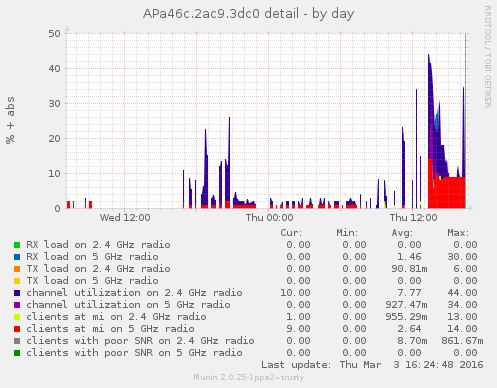 APa46c.2ac9.3dc0 detail - by day
RRDTOOL / TOBI OETIKER
% + abs
50
40
30
20
10
0
Wed 12:00 Thu 00:00 Thu 12:00
Cur: Min: Avg: Max:
RX load on 2.4 GHz radio 0.00 0.00 0.00 0.00
RX load on 5 GHz radio 0.00 0.00 1.46 30.00
TX load on 2.4 GHz radio 0.00 0.00 90.81m 6.00
TX load on 5 GHz radio 0.00 0.00 0.00 0.00
channel utilization on 2.4 GHz radio 10.00 0.00 7.77 44.00
channel utilization on 5 GHz radio 0.00 0.00 927.47m 34.00
clients at mi on 2.4 GHz radio 1.00 0.00 955.29m 13.00
clients at mi on 5 GHz radio 9.00 0.00 2.64 14.00
clients with poor SNR on 2.4 GHz radio 0.00 0.00 8.70m 861.67m
clients with poor SNR on 5 GHz radio 0.00 0.00 0.00 0.00
Last update: Thu Mar 3 16:24:48 2016
Munin 2.0.25-1ppa2~trusty